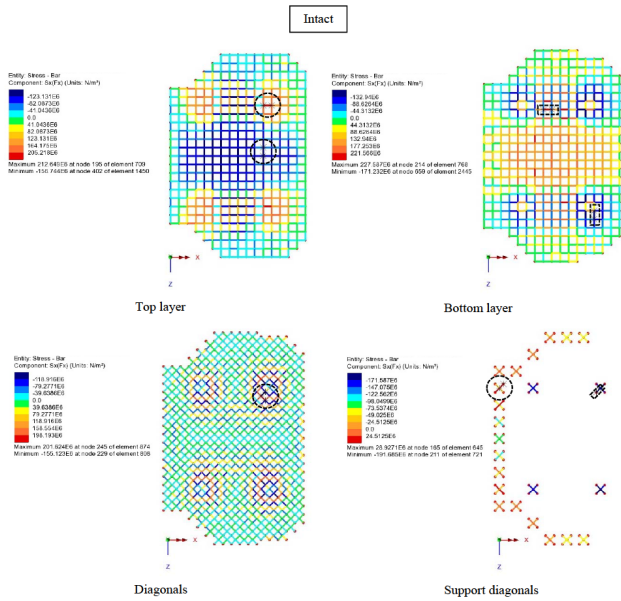 Intact
Entity: Stress - Bar
Component: Sx(Fx) (Units: N/m²)
-123.131E6
-82.0873E6
-41.0436E6
0.0
41.0436E6
82.0873E6
123.131E6
164.175E6
205.218E6
Maximum 212.648E6 at node 195 of element 709
Minimum -156.744E6 at node 402 of element 1450
X
Z
Top layer
Entity: Stress - Bar
Component: Sx(Fx) (Units: N/m²)
-132.94E6
-88.6264E6
-44.3132E6
0.0
44.3132E6
88.6264E6
132.94E6
177.253E6
221.566E6
Maximum 227.587E6 at node 214 of element 768
Minimum -171.232E6 at node 659 of element 2445
X
Z
Bottom layer
Entity: Stress - Bar
Component: Sx(Fx) (Units: N/m²)
-118.916E6
-79.2771E6
-39.6386E6
0.0
39.6386E6
79.2771E6
118.916E6
158.554E6
198.193E6
Maximum 201.624E6 at node 245 of element 874
Minimum -155.123E6 at node 229 of element 806
X
Z
Diagonals
Entity: Stress - Bar
Component: Sx(Fx) (Units: N/m²)
-171.587E6
-147.075E6
-122.562E6
-98.0499E6
-73.5374E6
-49.025E6
-24.5125E6
0.0
24.5125E6
Maximum 28.9271E6 at node 165 of element 648
Minimum -191.685E6 at node 211 of element 721
X
Z
Support diagonals